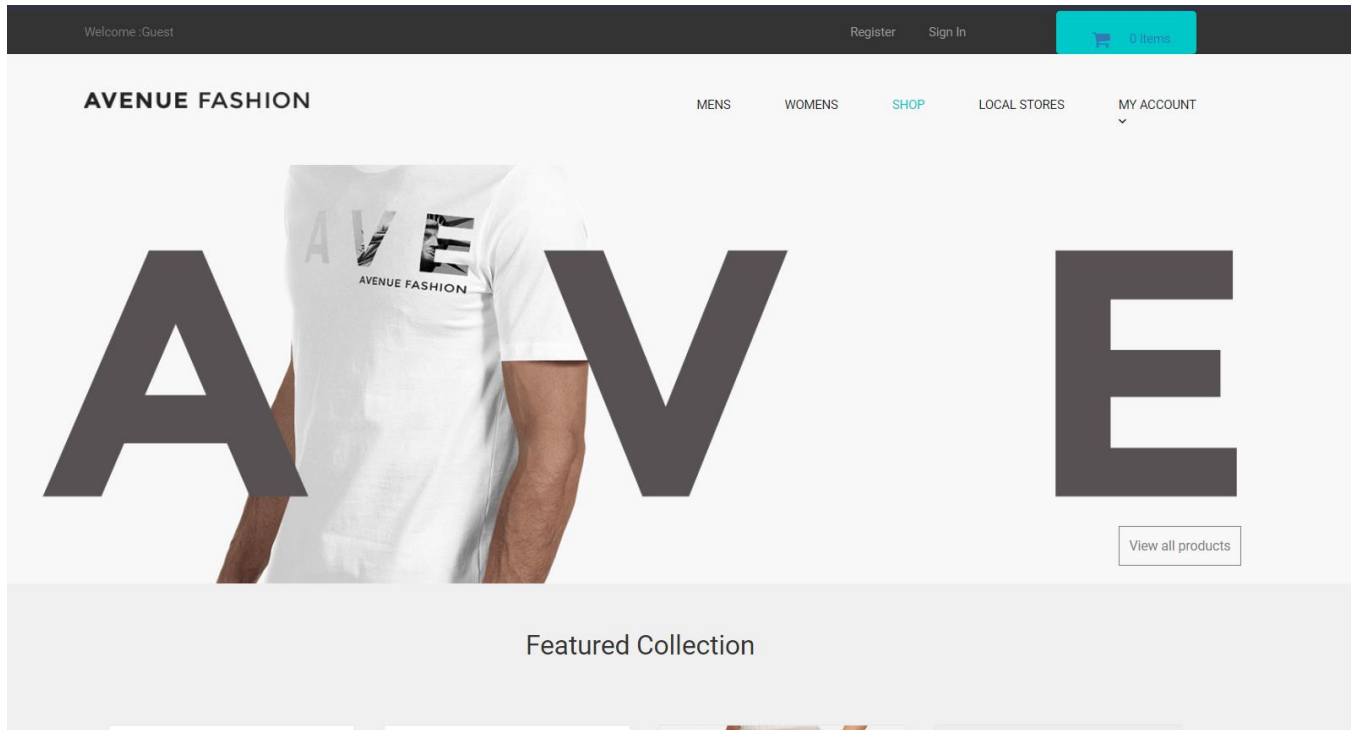 Welcome :Guest Register Sign In 0 items
AVENUE FASHION MENS WOMENS SHOP LOCAL STORES MY ACCOUNT
AVE
AVENUE FASHION
A V E
View all products
Featured Collection